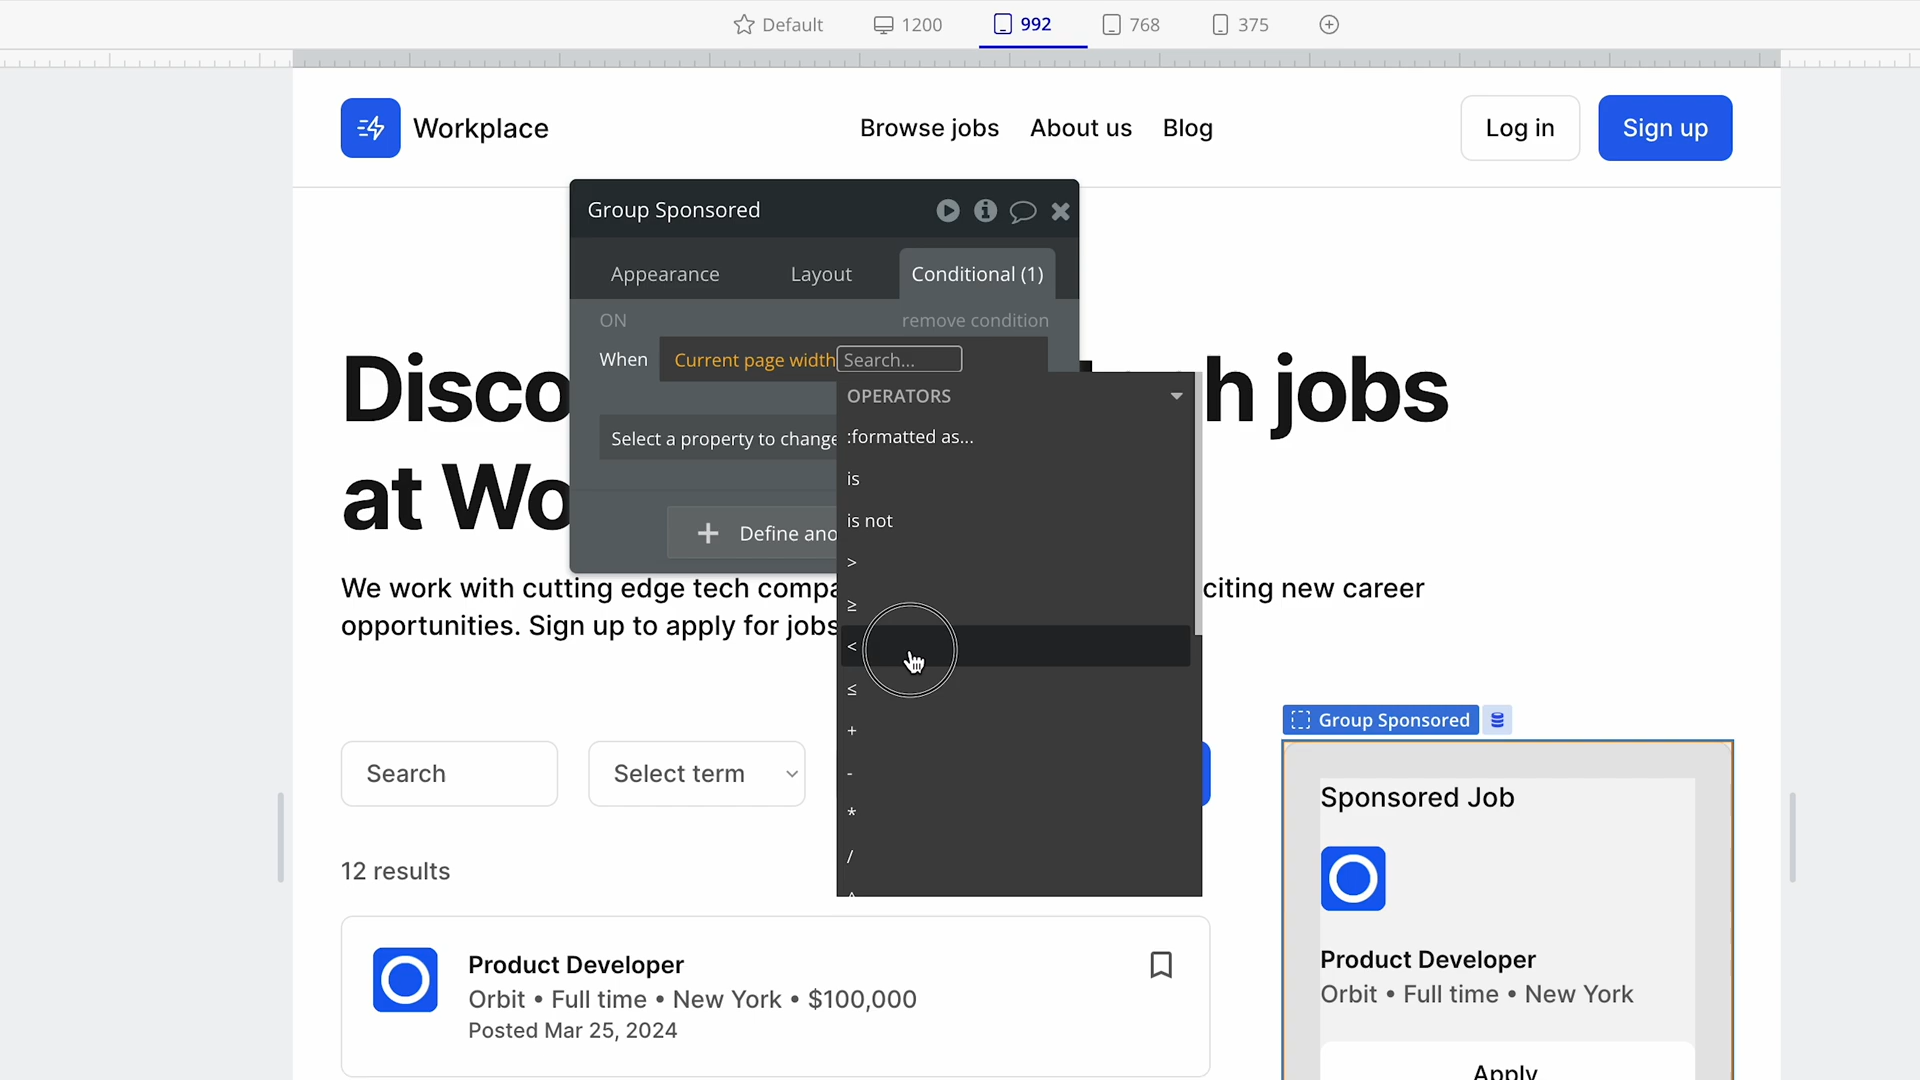 Default
1200
992
768
375
Workplace
Browse jobs
About us
Blog
Log in
Sign up
Group Sponsored
Appearance
Layout
Conditional (1)
ON
remove condition
When
Current page width
Search...
Disco
h jobs
at Wo
Select a property to change
Define ano
OPERATORS
:formatted as...
is
is not
>
≥
<
≤
+
-
*
/
^
We work with cutting edge tech compa
citing new career
opportunities. Sign up to apply for jobs
Search
Select term
12 results
Product Developer
Orbit • Full time • New York • $100,000
Posted Mar 25, 2024
Group Sponsored
Sponsored Job
Product Developer
Orbit • Full time • New York
Apply